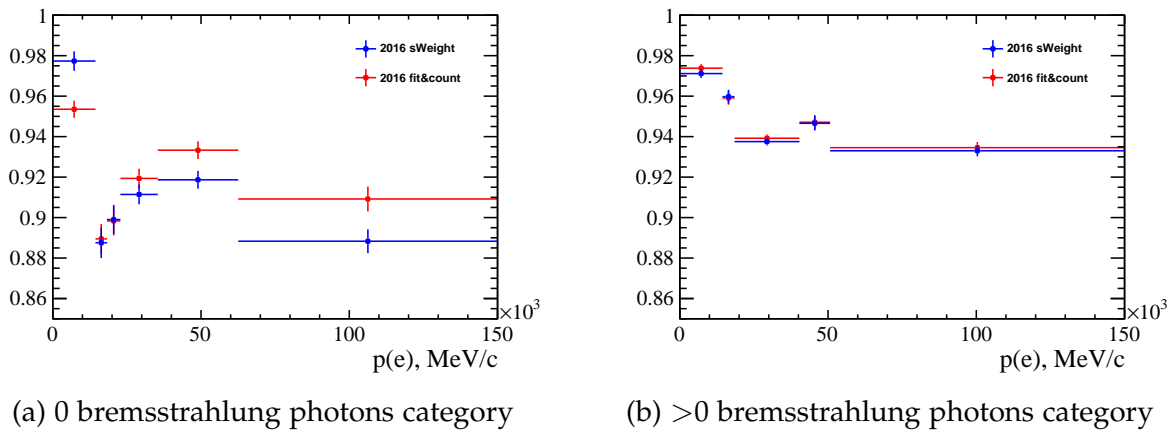 1
0.98
0.96
0.94
0.92
0.9
0.88
0.86
2016 sWeight
2016 fit&count
0 50 100 150
×10³
p(e), MeV/c
(a) 0 bremsstrahlung photons category
1
0.98
0.96
0.94
0.92
0.9
0.88
0.86
2016 sWeight
2016 fit&count
0 50 100 150
×10³
p(e), MeV/c
(b) >0 bremsstrahlung photons category